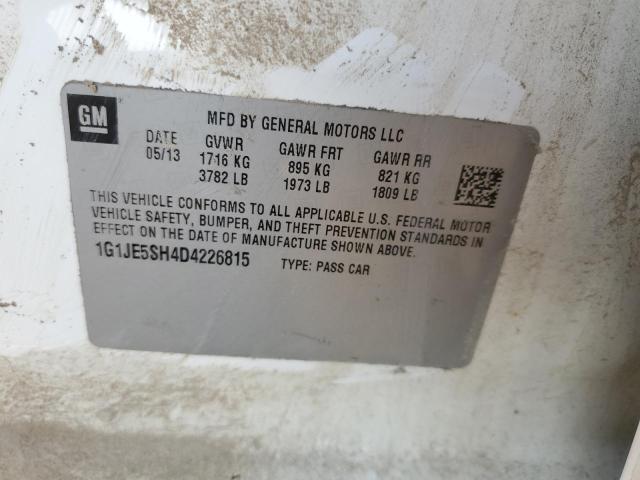 GM
MFD BY GENERAL MOTORS LLC
DATE GVWR GAWR FRT GAWR RR
05/13 1716 KG 895 KG 821 KG
3782 LB 1973 LB 1809 LB
THIS VEHICLE CONFORMS TO ALL APPLICABLE U.S. FEDERAL MOTOR
VEHICLE SAFETY, BUMPER, AND THEFT PREVENTION STANDARDS IN
EFFECT ON THE DATE OF MANUFACTURE SHOWN ABOVE.
1G1JE5SH4D4226815 TYPE: PASS CAR